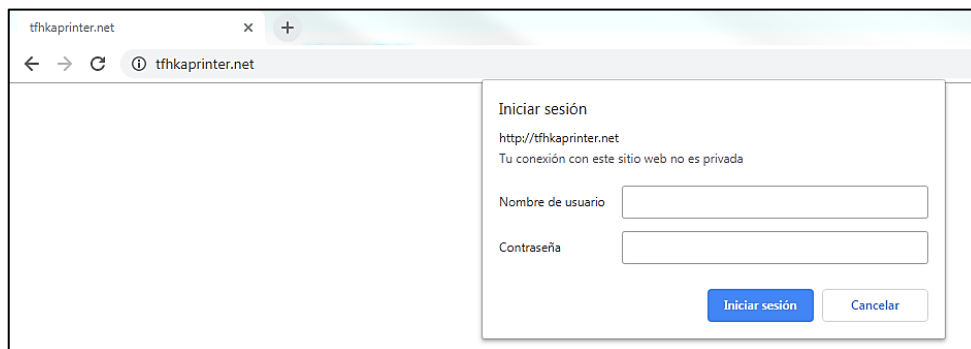 tfhkaprinter.net
tfhkaprinter.net
Iniciar sesión
http://tfhkaprinter.net
Tu conexión con este sitio web no es privada
Nombre de usuario
Contraseña
Iniciar sesión Cancelar